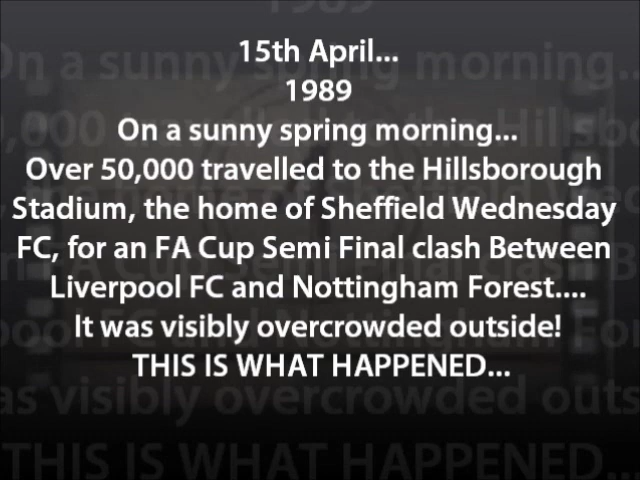 15th April...
1989
On a sunny spring morning...
Over 50,000 travelled to the Hillsborough
Stadium, the home of Sheffield Wednesday
FC, for an FA Cup Semi Final clash Between
Liverpool FC and Nottingham Forest....
It was visibly overcrowded outside!
THIS IS WHAT HAPPENED...